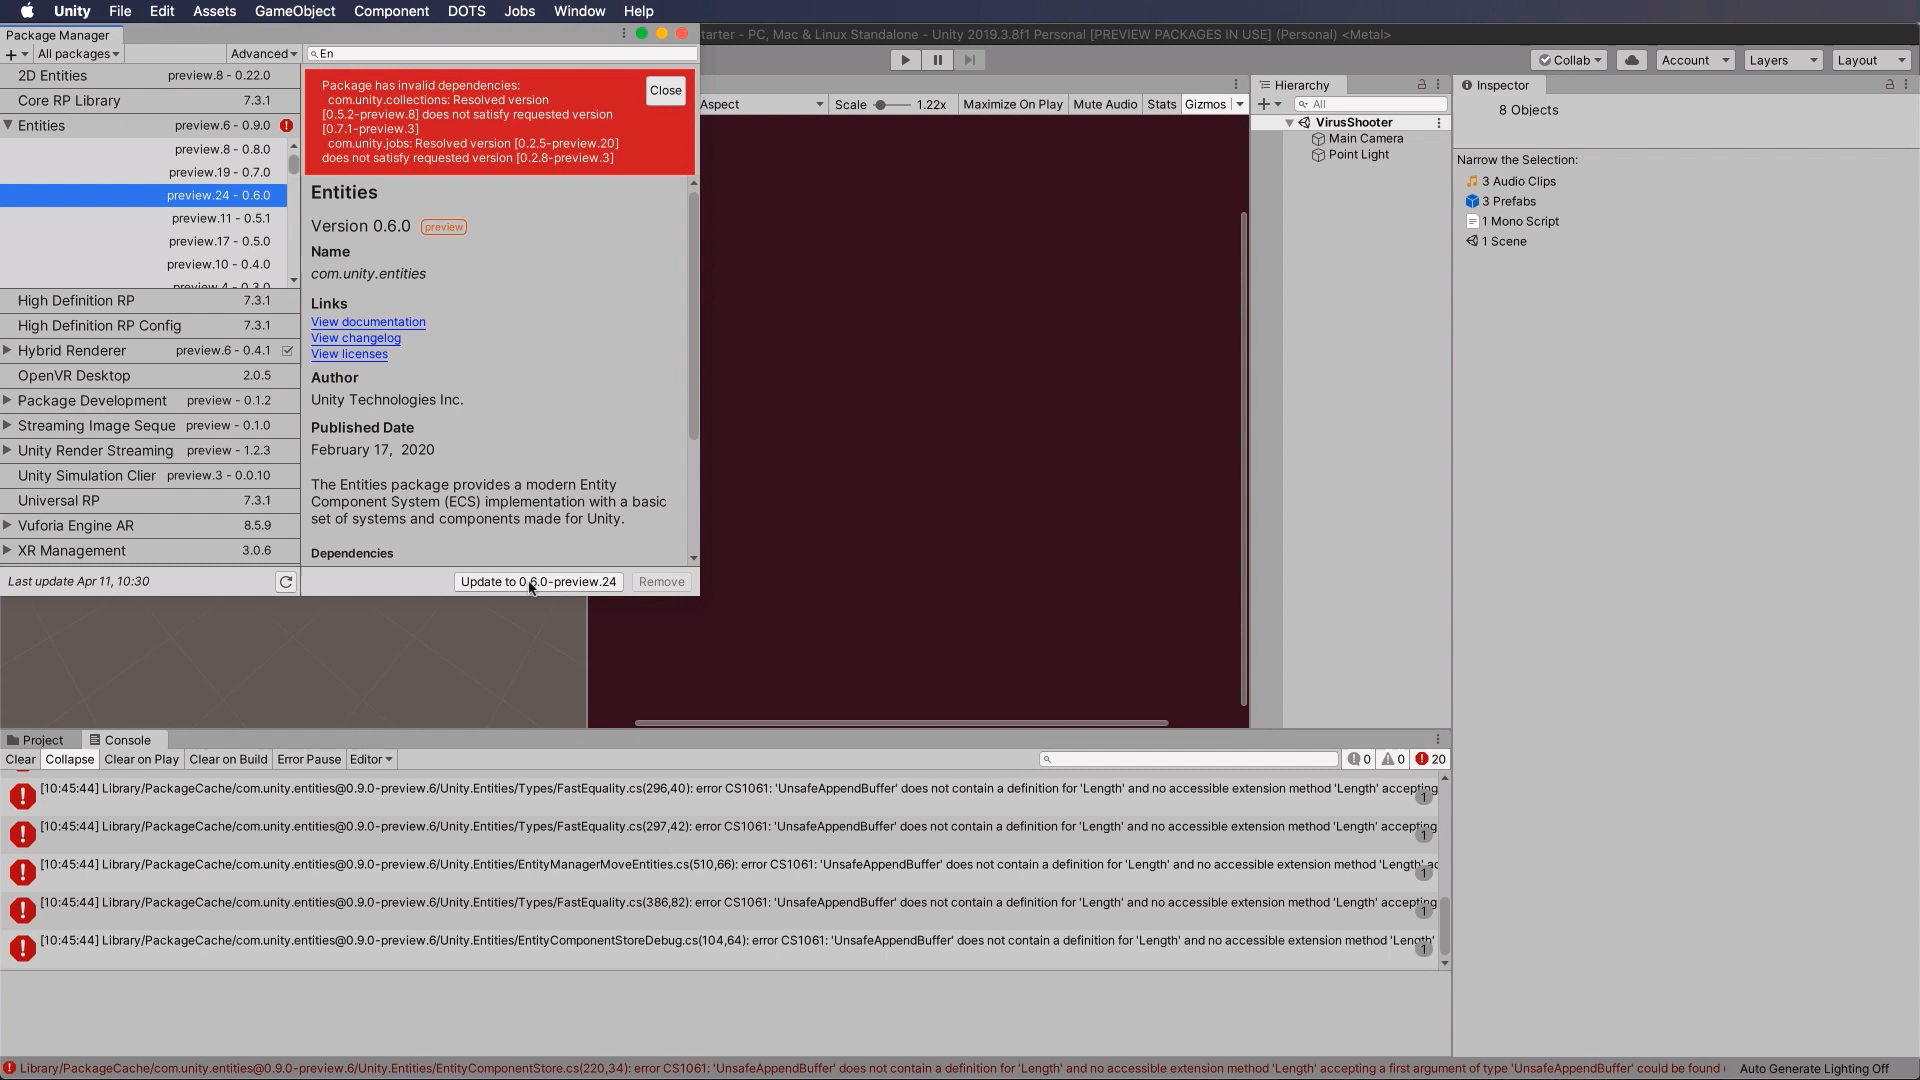 Unity File Edit Assets GameObject Component DOTS Jobs Window Help
Package Manager
tarter - PC, Mac & Linux Standalone - Unity 2019.3.8f1 Personal [PREVIEW PACKAGES IN USE] (Personal) <Metal>
All packages
Advanced
En
Collab
Account
Layers
Layout
2D Entities preview.8 - 0.22.0
Core RP Library 7.3.1
Entities preview.6 - 0.9.0
preview.8 - 0.8.0
preview.19 - 0.7.0
preview.24 - 0.6.0
preview.11 - 0.5.1
preview.17 - 0.5.0
preview.10 - 0.4.0
preview.4 - 0.3.0
High Definition RP 7.3.1
High Definition RP Config 7.3.1
Hybrid Renderer preview.6 - 0.4.1
OpenVR Desktop 2.0.5
Package Development preview - 0.1.2
Streaming Image Seque preview - 0.1.0
Unity Render Streaming preview - 1.2.3
Unity Simulation Clier preview.3 - 0.0.10
Universal RP 7.3.1
Vuforia Engine AR 8.5.9
XR Management 3.0.6
Last update Apr 11, 10:30
Package has invalid dependencies:
com.unity.collections: Resolved version
[0.5.2-preview.8] does not satisfy requested version
[0.7.1-preview.3]
com.unity.jobs: Resolved version [0.2.5-preview.20]
does not satisfy requested version [0.2.8-preview.3]
Close
Entities
Version 0.6.0 preview
Name
com.unity.entities
Links
View documentation
View changelog
View licenses
Author
Unity Technologies Inc.
Published Date
February 17, 2020
The Entities package provides a modern Entity
Component System (ECS) implementation with a basic
set of systems and components made for Unity.
Dependencies
Update to 0.6.0-preview.24 Remove
Aspect Scale 1.22x Maximize On Play Mute Audio Stats Gizmos
Hierarchy
All
VirusShooter
Main Camera
Point Light
Inspector
8 Objects
Narrow the Selection:
3 Audio Clips
3 Prefabs
1 Mono Script
1 Scene
Project Console
Clear Collapse Clear on Play Clear on Build Error Pause Editor
0 0 20
[10:45:44] Library/PackageCache/com.unity.entities@0.9.0-preview.6/Unity.Entities/Types/FastEquality.cs(296,40): error CS1061: 'UnsafeAppendBuffer' does not contain a definition for 'Length' and no accessible extension method 'Length' accepting
1
[10:45:44] Library/PackageCache/com.unity.entities@0.9.0-preview.6/Unity.Entities/Types/FastEquality.cs(297,42): error CS1061: 'UnsafeAppendBuffer' does not contain a definition for 'Length' and no accessible extension method 'Length' accepting
1
[10:45:44] Library/PackageCache/com.unity.entities@0.9.0-preview.6/Unity.Entities/EntityManagerMoveEntities.cs(510,66): error CS1061: 'UnsafeAppendBuffer' does not contain a definition for 'Length' and no accessible extension method 'Length' ac
1
[10:45:44] Library/PackageCache/com.unity.entities@0.9.0-preview.6/Unity.Entities/Types/FastEquality.cs(386,82): error CS1061: 'UnsafeAppendBuffer' does not contain a definition for 'Length' and no accessible extension method 'Length' accepting
1
[10:45:44] Library/PackageCache/com.unity.entities@0.9.0-preview.6/Unity.Entities/EntityComponentStoreDebug.cs(104,64): error CS1061: 'UnsafeAppendBuffer' does not contain a definition for 'Length' and no accessible extension method 'Length'
1
Library/PackageCache/com.unity.entities@0.9.0-preview.6/Unity.Entities/EntityComponentStore.cs(220,34): error CS1061: 'UnsafeAppendBuffer' does not contain a definition for 'Length' and no accessible extension method 'Length' accepting a first argument of type 'UnsafeAppendBuffer' could be found
Auto Generate Lighting Off